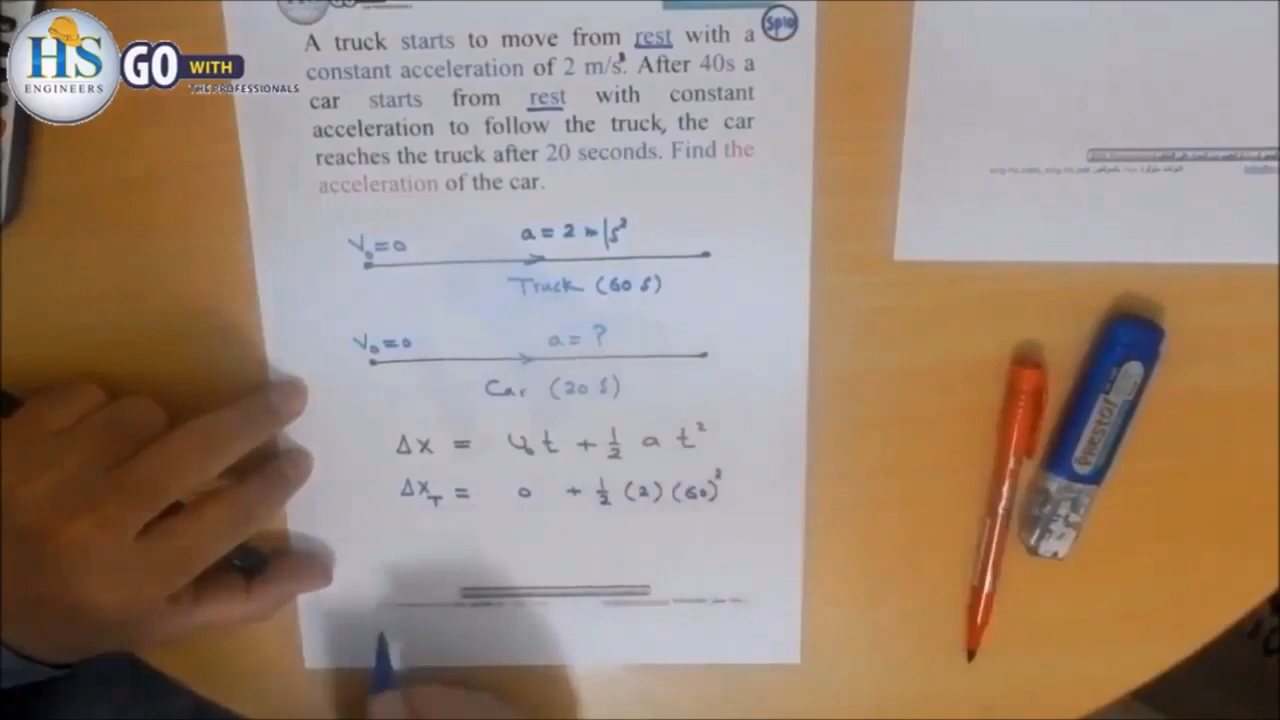 HS
ENGINEERS
GO WITH
THE PROFESSIONALS
Sp10
A truck starts to move from rest with a
constant acceleration of 2 m/s². After 40s a
car starts from rest with constant
acceleration to follow the truck, the car
reaches the truck after 20 seconds. Find the
acceleration of the car.
V₀=0 a = 2 m/s²
Truck (60 s)
V₀=0 a = ?
Car (20 s)
Δx = V₀t + 1/2 a t²
Δx_T = 0 + 1/2 (2) (60)²
PRESTO!